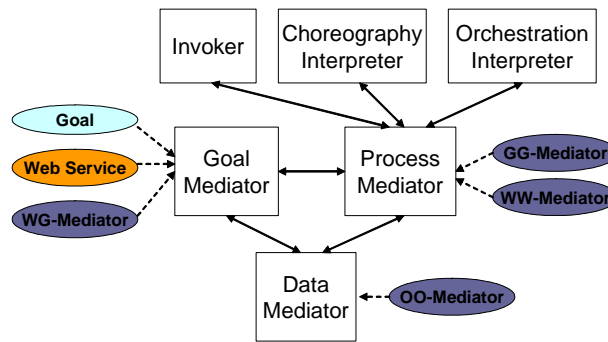 Invoker
Choreography
Interpreter
Orchestration
Interpreter
Goal
Web Service
WG-Mediator
Goal
Mediator
Process
Mediator
GG-Mediator
WW-Mediator
Data
Mediator
OO-Mediator